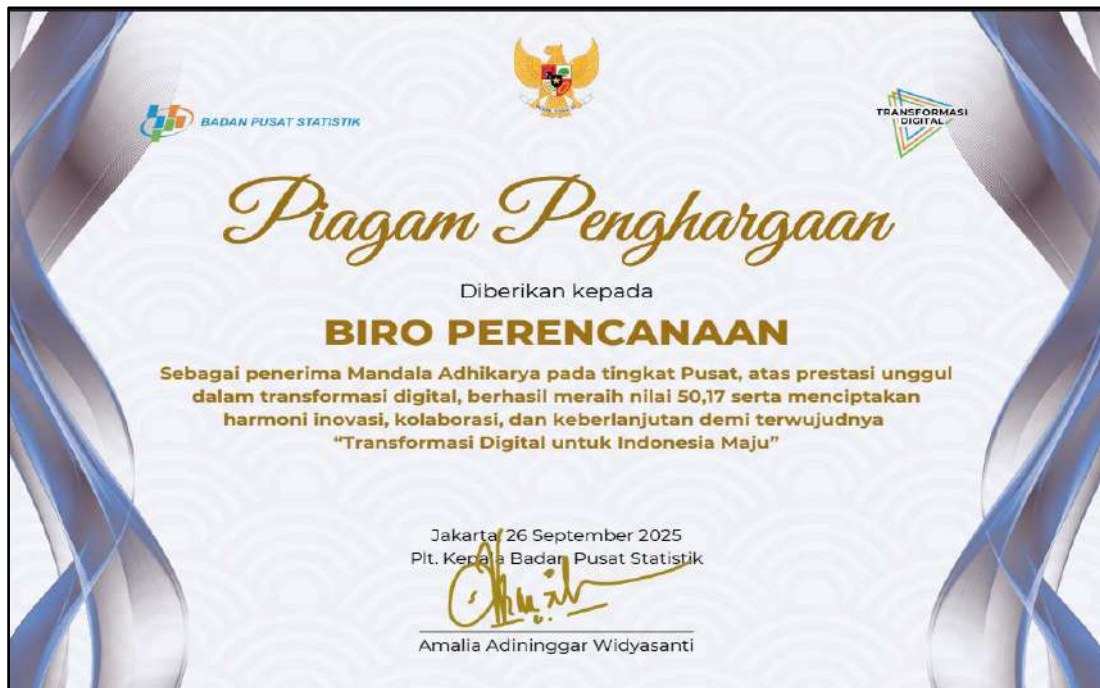 BADAN PUSAT STATISTIK
TRANSFORMASI
DIGITAL
Piagam Penghargaan
Diberikan kepada
BIRO PERENCANAAN
Sebagai penerima Mandala Adhikarya pada tingkat Pusat, atas prestasi unggul
dalam transformasi digital, berhasil meraih nilai 50,17 serta menciptakan
harmoni inovasi, kolaborasi, dan keberlanjutan demi terwujudnya
“Transformasi Digital untuk Indonesia Maju”
Jakarta, 26 September 2025
Plt. Kepala Badan Pusat Statistik
Amalia Adininggar Widyasanti